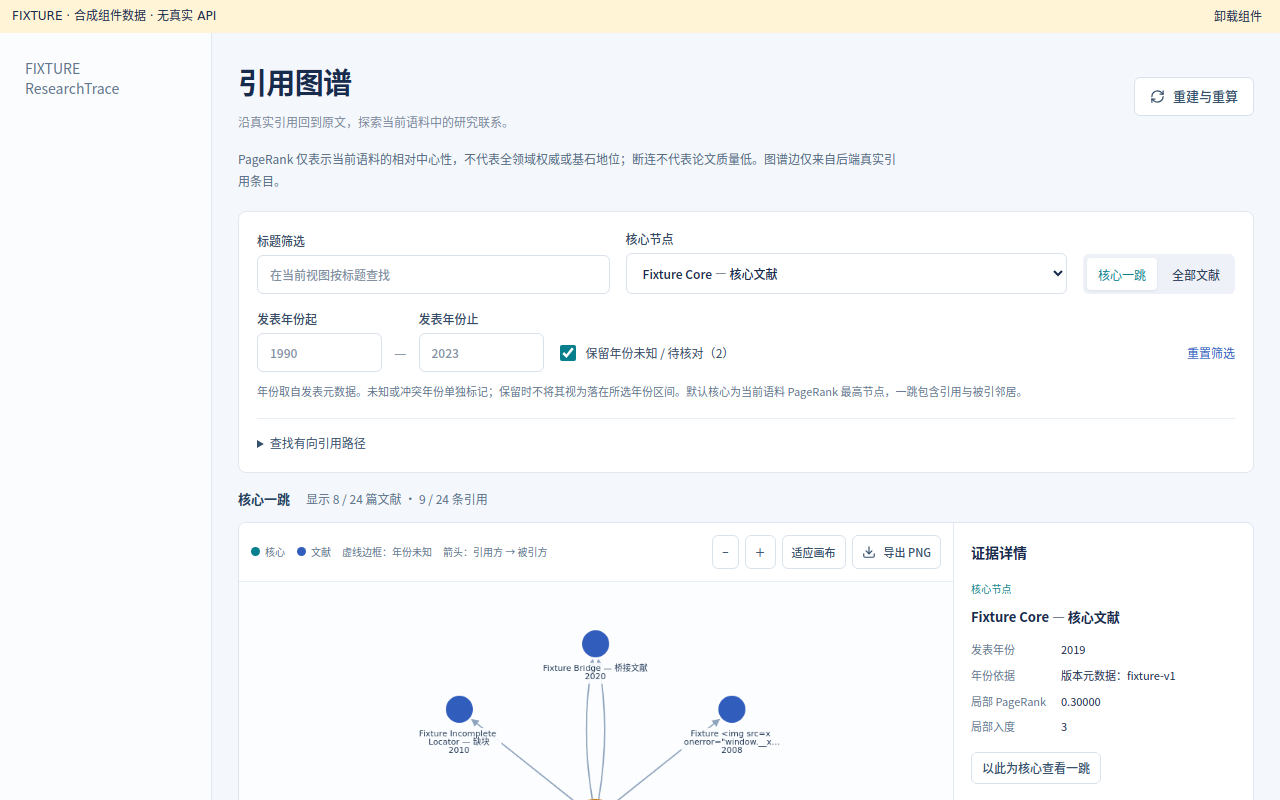 FIXTURE · 合成组件数据 · 无真实 API
卸载组件
FIXTURE
ResearchTrace
引用图谱
沿真实引用回到原文，探索当前语料中的研究联系。
重建与重算
PageRank 仅表示当前语料的相对中心性，不代表全领域权威或基石地位；断连不代表论文质量低。图谱边仅来自后端真实引
用条目。
标题筛选
在当前视图按标题查找
核心节点
Fixture Core — 核心文献
核心一跳
全部文献
发表年份起
1990
—
发表年份止
2023
保留年份未知 / 待核对（2）
重置筛选
年份取自发表元数据。未知或冲突年份单独标记；保留时不将其视为落在所选年份区间。默认核心为当前语料 PageRank 最高节点，一跳包含引用与被引邻居。
查找有向引用路径
核心一跳
显示 8 / 24 篇文献 · 9 / 24 条引用
核心
文献
虚线边框：年份未知
箭头：引用方 → 被引方
−
+
适应画布
导出 PNG
Fixture Bridge — 桥接文献
2020
Fixture Incomplete
Locator — 缺块
2010
Fixture <img src=x
onerror="window.__x...
2008
证据详情
核心节点
Fixture Core — 核心文献
发表年份 2019
年份依据 版本元数据：fixture-v1
局部 PageRank 0.30000
局部入度 3
以此为核心查看一跳